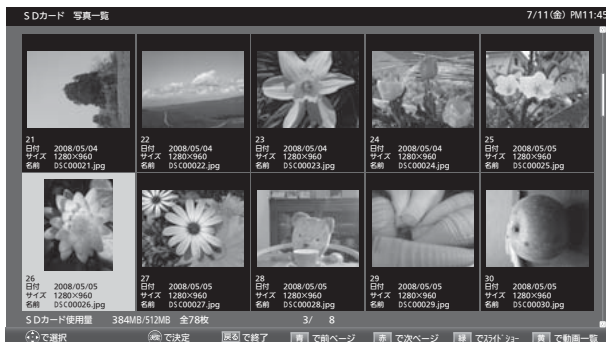 SDカード 写真一覧 7/11(金) PM11:45
21
日付 2008/05/04
サイズ 1280×960
名前 DSC00021.jpg
22
日付 2008/05/04
サイズ 1280×960
名前 DSC00022.jpg
23
日付 2008/05/04
サイズ 1280×960
名前 DSC00023.jpg
24
日付 2008/05/04
サイズ 1280×960
名前 DSC00024.jpg
25
日付 2008/05/05
サイズ 1280×960
名前 DSC00025.jpg
26
日付 2008/05/05
サイズ 1280×960
名前 DSC00026.jpg
27
日付 2008/05/05
サイズ 1280×960
名前 DSC00027.jpg
28
日付 2008/05/05
サイズ 1280×960
名前 DSC00028.jpg
29
日付 2008/05/05
サイズ 1280×960
名前 DSC00029.jpg
30
日付 2008/05/05
サイズ 1280×960
名前 DSC00030.jpg
SDカード使用量 384MB/512MB 全78枚 3/ 8
で選択 決定 で決定 戻る で終了 青 で前ページ 赤 で次ページ 緑 でスライドショー 黄 で動画一覧